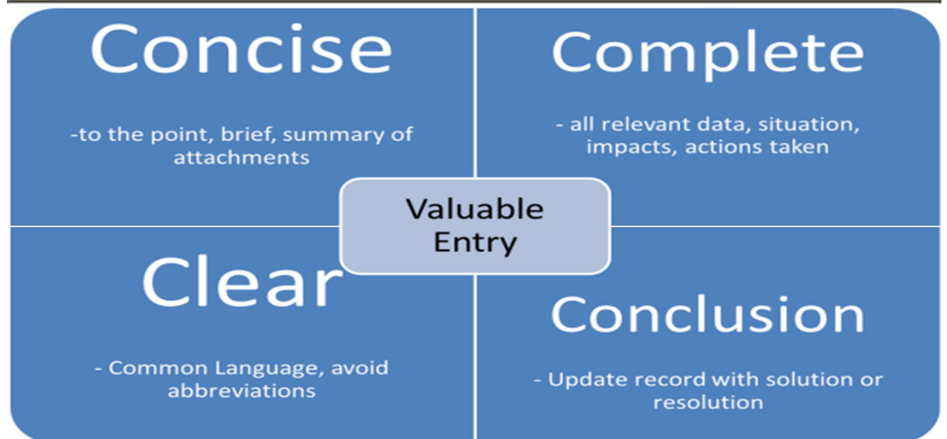 Concise
-to the point, brief, summary of
attachments
Complete
- all relevant data, situation,
impacts, actions taken
Valuable
Entry
Clear
- Common Language, avoid
abbreviations
Conclusion
- Update record with solution or
resolution